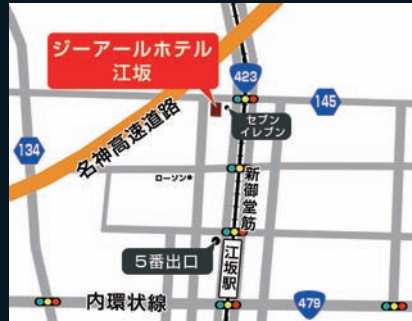 ジーアールホテル
江坂
423
145
セブン
イレブン
134
名神高速道路
ローソン
新御堂筋
5番出口
江坂駅
内環状線
479